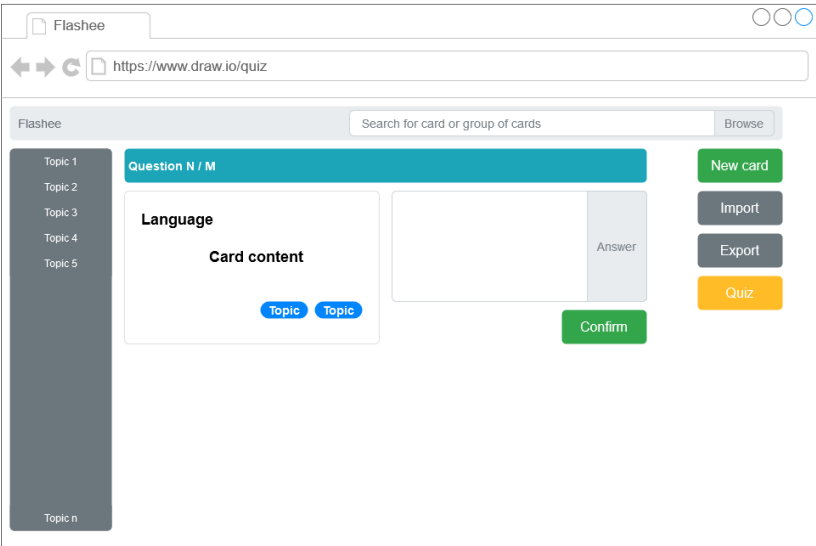 Flashee
https://www.draw.io/quiz
Flashee
Search for card or group of cards
Browse
Topic 1
Topic 2
Topic 3
Topic 4
Topic 5
Topic n
Question N / M
Language
Card content
Topic Topic
Answer
Confirm
New card
Import
Export
Quiz